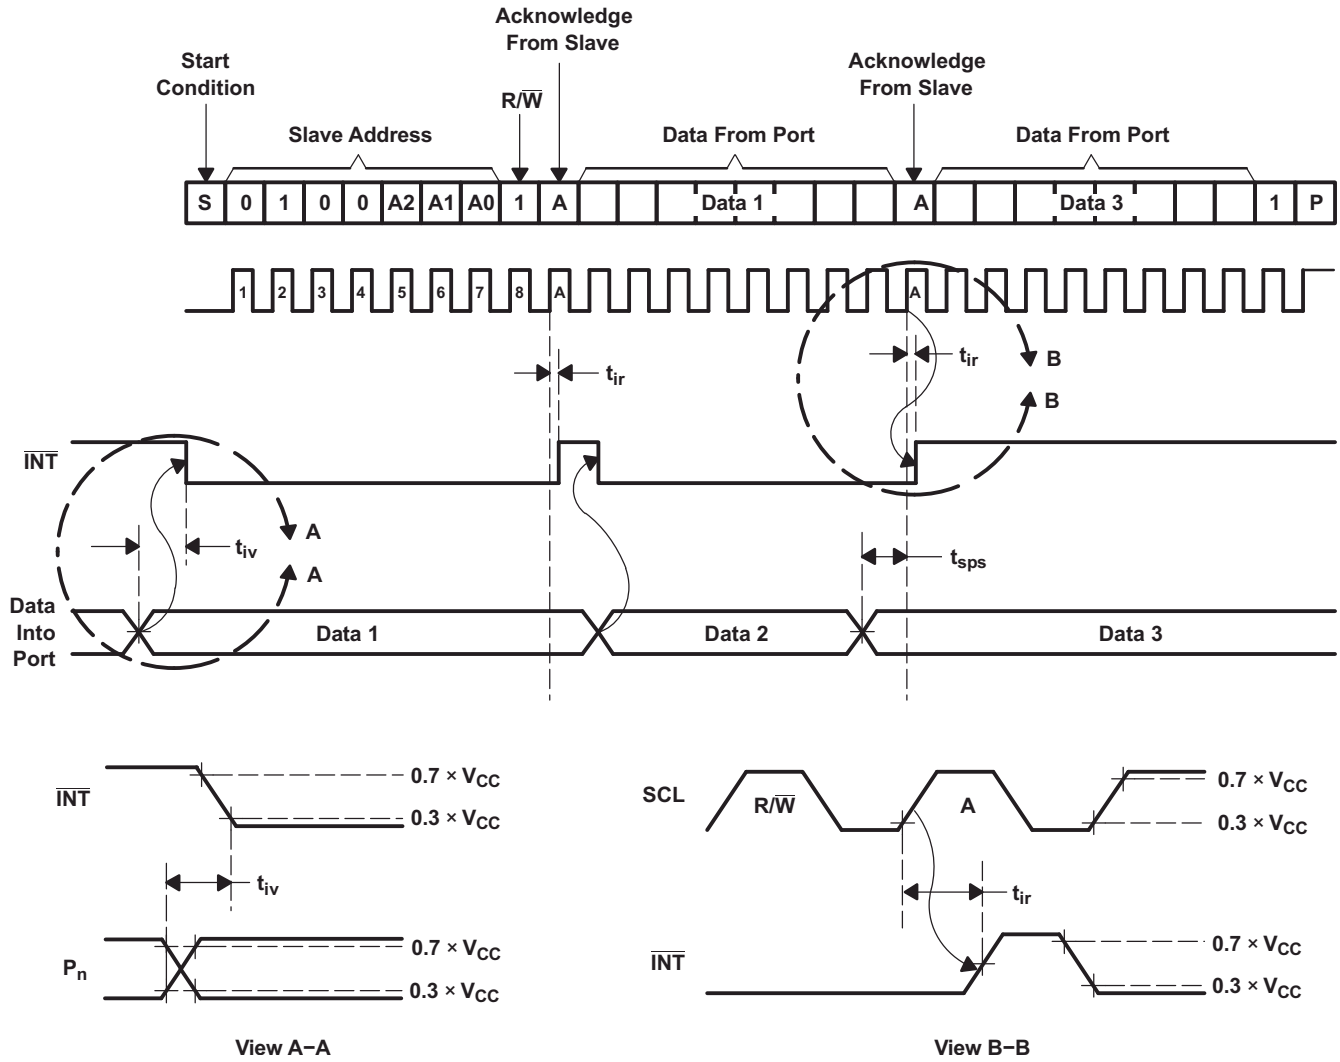 Acknowledge
From Slave
Start
Condition
R/W
Acknowledge
From Slave
Slave Address
Data From Port
Data From Port
S 0 1 0 0 A2 A1 A0 1 A Data 1 A Data 3 1 P
1 2 3 4 5 6 7 8 A A
tir
tir
B
B
INT
A
tiv
A
tsps
Data
Into
Port
Data 1
Data 2
Data 3
INT
0.7 × VCC
0.3 × VCC
tiv
Pn
0.7 × VCC
0.3 × VCC
View A−A
SCL
R/W
A
0.7 × VCC
0.3 × VCC
tir
INT
0.7 × VCC
0.3 × VCC
View B−B